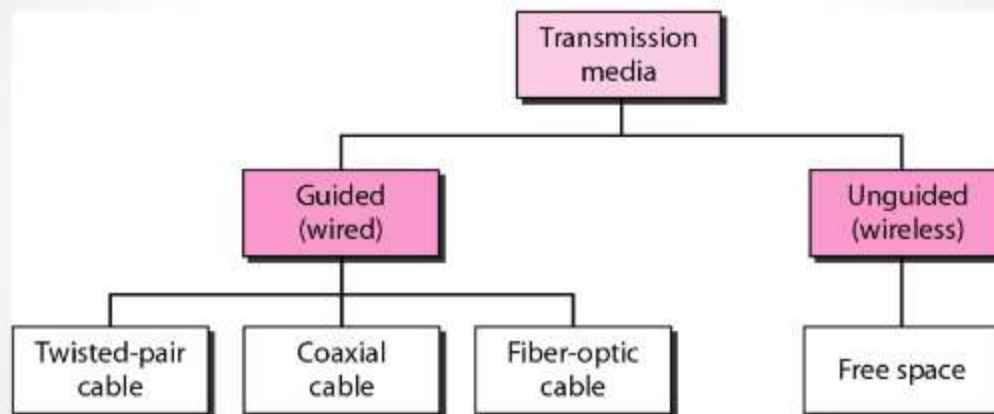 Transmission
media
Guided
(wired)
Unguided
(wireless)
Twisted-pair
cable
Coaxial
cable
Fiber-optic
cable
Free space